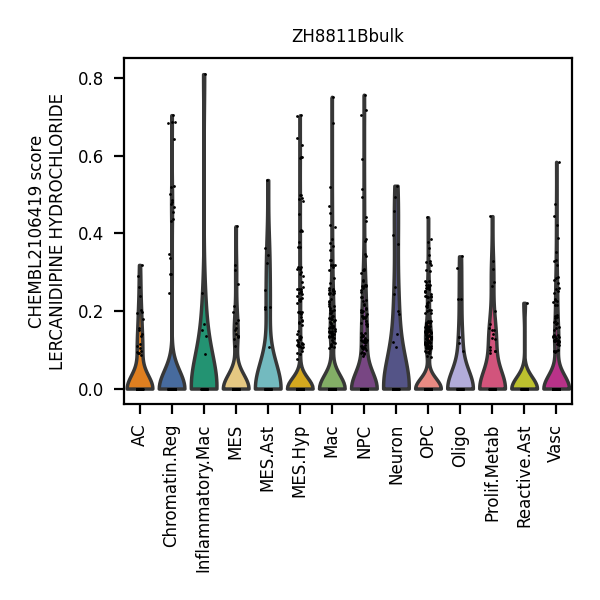 ZH8811Bbulk
CHEMBL2106419 score
LERCANIDIPINE HYDROCHLORIDE
0.8
0.6
0.4
0.2
0.0
AC
Chromatin.Reg
Inflammatory.Mac
MES
MES.Ast
MES.Hyp
Mac
NPC
Neuron
OPC
Oligo
Prolif.Metab
Reactive.Ast
Vasc